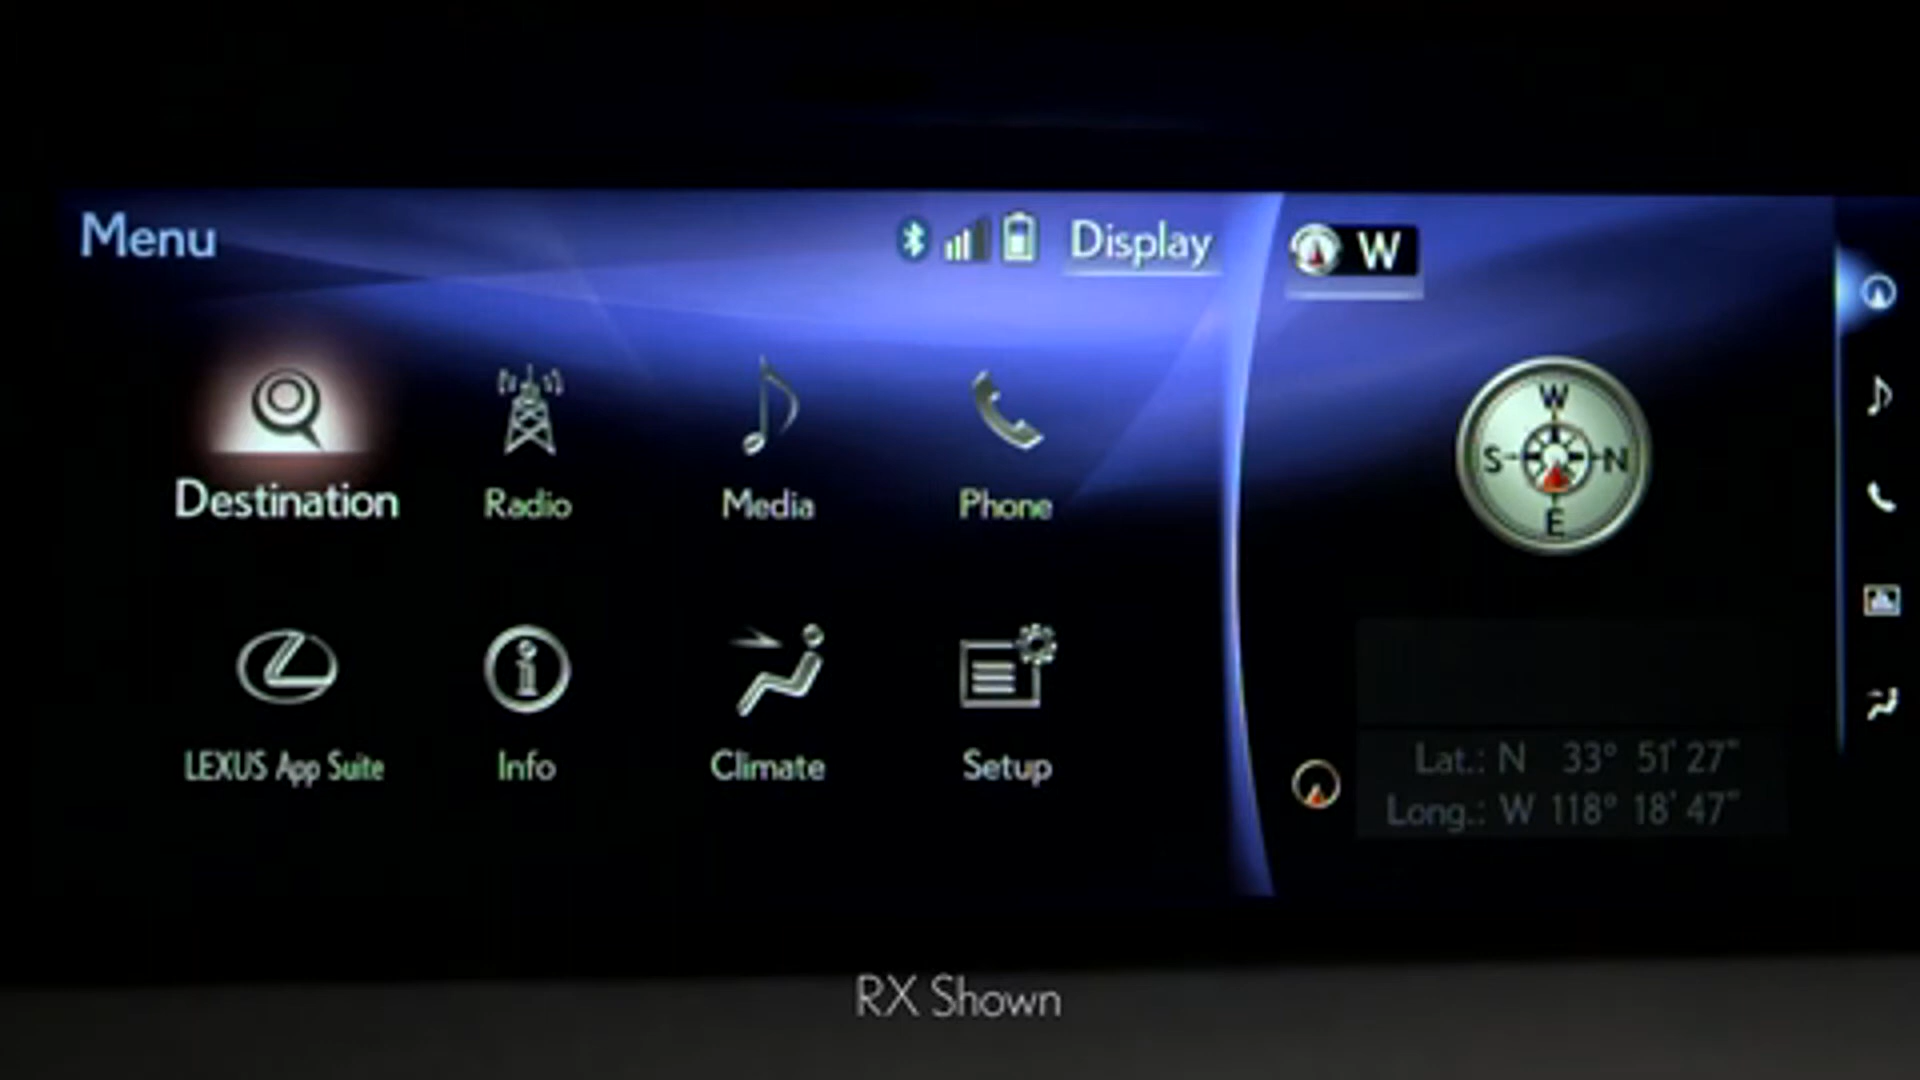 Menu
Display
W
Destination
Radio
Media
Phone
W
S
N
E
LEXUS App Suite
Info
Climate
Setup
Lat.: N 33° 51' 27"
Long.: W 118° 18' 47"
RX Shown